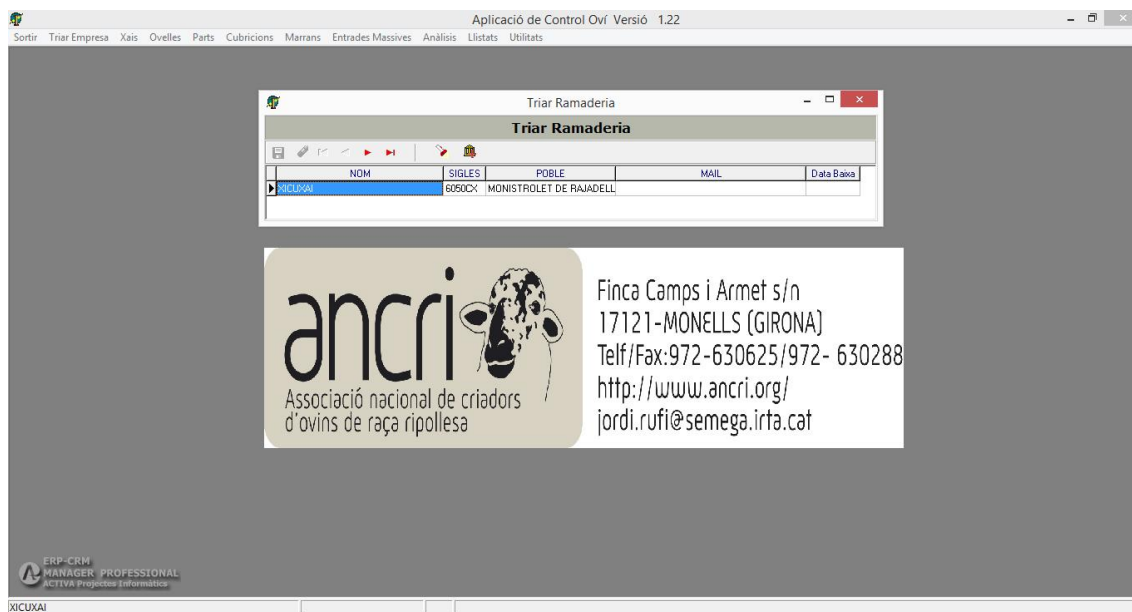 Aplicació de Control Oví Versió 1.22
Sortir Triar Empresa Xais Ovelles Parts Cubricions Marrans Entrades Massives Anàlisis Llistats Utilitats
Triar Ramaderia
Triar Ramaderia
NOM SIGLES POBLE MAIL Data Baixa
XICUXAI 6050CX MONISTROLET DE RAJADELL
ancri
Associació nacional de criadors
d'ovins de raça ripollesa
Finca Camps i Armet s/n
17121-MONELLS (GIRONA)
Telf/Fax:972-630625/972- 630288
http://www.ancri.org/
jordi.rufi@semega.irta.cat
ERP-CRM
MANAGER PROFESSIONAL
ACTIVA Projectes Informàtics
XICUXAI